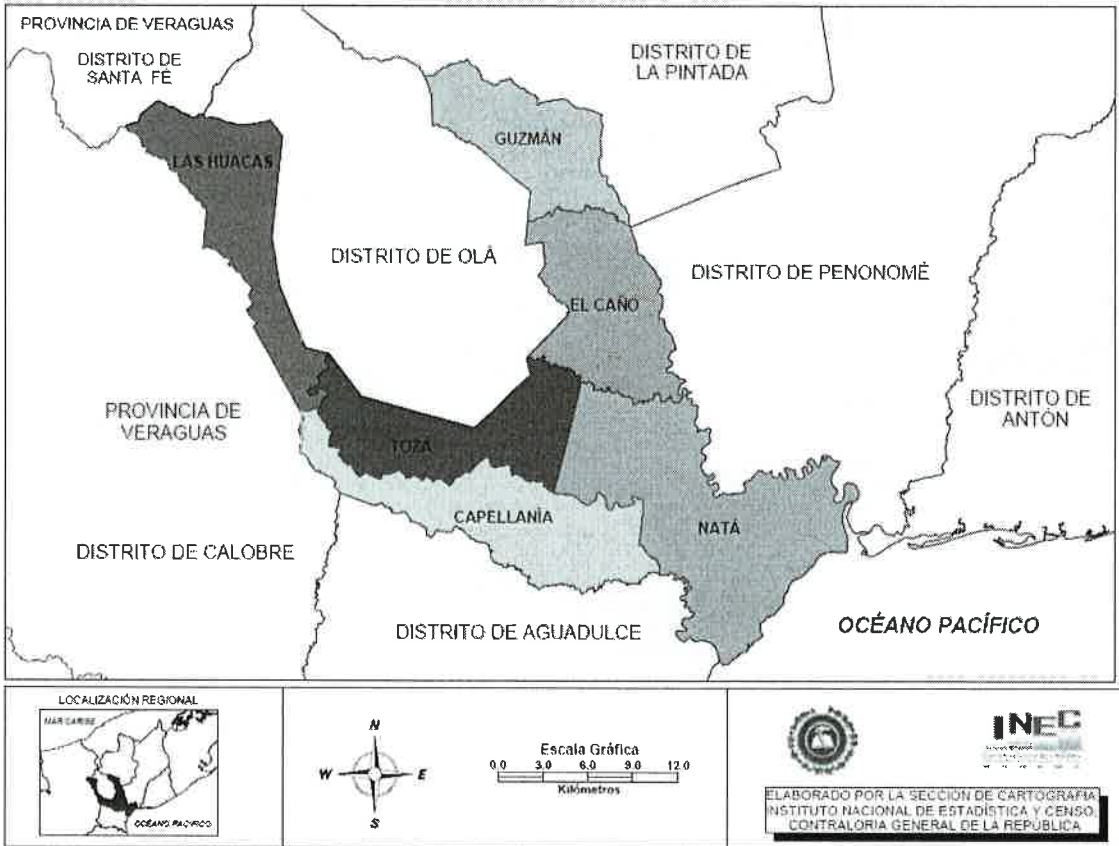 PROVINCIA DE VERAGUAS
DISTRITO DE
SANTA FÉ
DISTRITO DE
LA PINTADA
GUZMÁN
LAS HUACAS
DISTRITO DE OLÁ
DISTRITO DE PENONOMÉ
EL CAÑO
PROVINCIA DE
VERAGUAS
DISTRITO DE
ANTÓN
TOZA
CAPELLANÍA
NATÁ
DISTRITO DE CALOBRE
DISTRITO DE AGUADULCE
OCÉANO PACÍFICO
LOCALIZACIÓN REGIONAL
MAR CARIBE
OCÉANO PACÍFICO
N
W
E
S
Escala Gráfica
0.0 3.0 6.0 9.0 12.0
Kilómetros
INEC
ELABORADO POR LA SECCIÓN DE CARTOGRAFÍA
INSTITUTO NACIONAL DE ESTADÍSTICA Y CENSO,
CONTRALORIA GENERAL DE LA REPÚBLICA